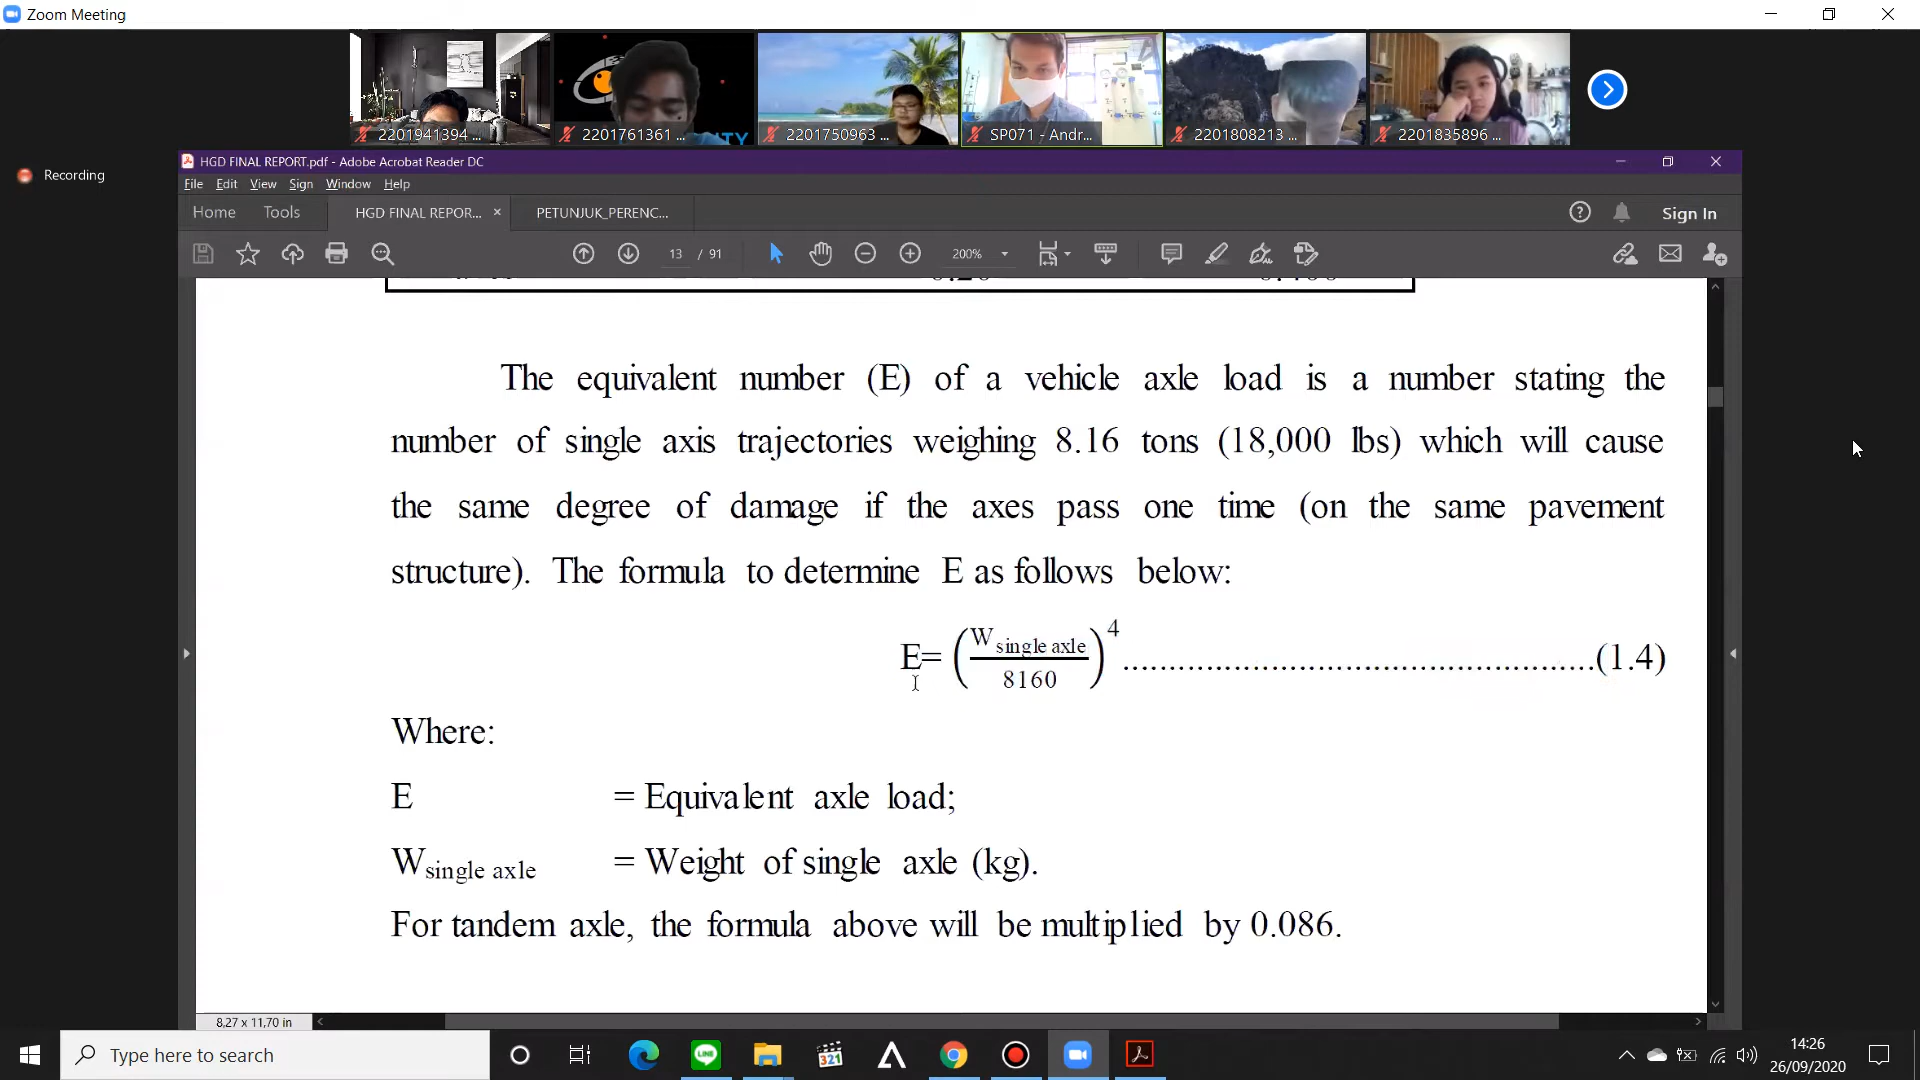 Zoom Meeting
2201941394 ...
2201761361 ...
2201750963 ...
SP071 - Andr...
2201808213 ...
2201835896 ...
Recording
HGD FINAL REPORT.pdf - Adobe Acrobat Reader DC
File Edit View Sign Window Help
Home Tools HGD FINAL REPOR... × PETUNJUK_PERENC... Sign In
13 / 91 200%
The equivalent number (E) of a vehicle axle load is a number stating the
number of single axis trajectories weighing 8.16 tons (18,000 lbs) which will cause
the same degree of damage if the axes pass one time (on the same pavement
structure). The formula to determine E as follows below:
E= (W single axle / 8160)^4 ....................................................(1.4)
Where:
E = Equivalent axle load;
W single axle = Weight of single axle (kg).
For tandem axle, the formula above will be multiplied by 0.086.
8,27 x 11,70 in
Type here to search
321
14:26
26/09/2020